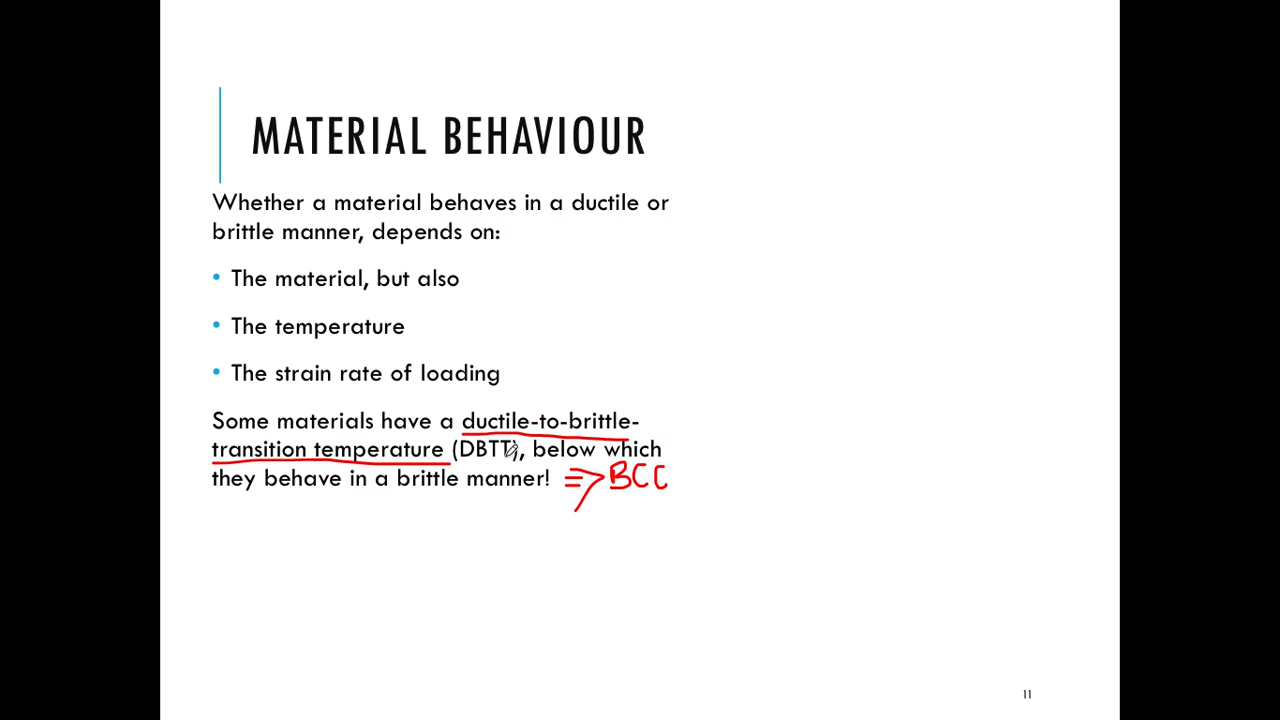 MATERIAL BEHAVIOUR
Whether a material behaves in a ductile or
brittle manner, depends on:
• The material, but also
• The temperature
• The strain rate of loading
Some materials have a ductile-to-brittle-
transition temperature (DBTT), below which
they behave in a brittle manner! => BCC
11